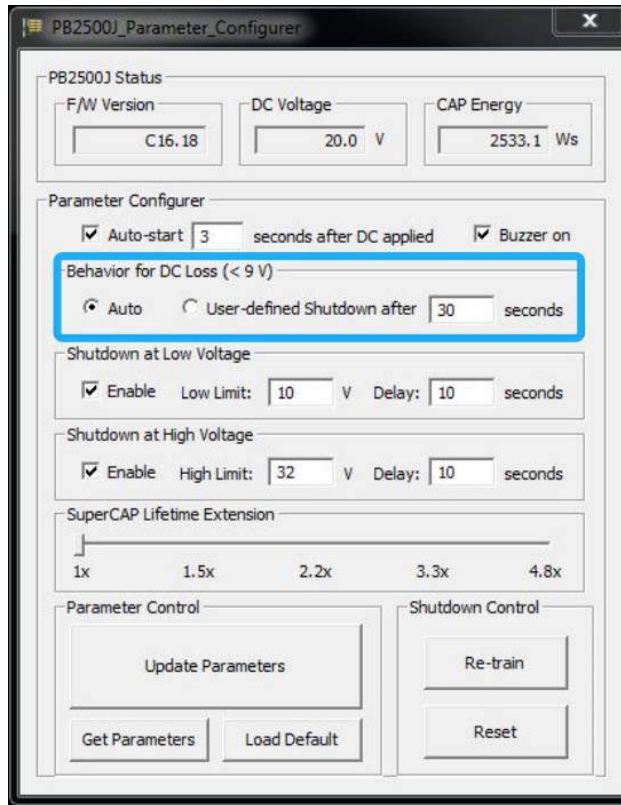 PB2500J_Parameter_Configurer
x
PB2500J Status
F/W Version DC Voltage CAP Energy
C16.18 20.0 V 2533.1 Ws
Parameter Configurer
Auto-start 3 seconds after DC applied Buzzer on
Behavior for DC Loss (< 9 V)
Auto User-defined Shutdown after 30 seconds
Shutdown at Low Voltage
Enable Low Limit: 10 V Delay: 10 seconds
Shutdown at High Voltage
Enable High Limit: 32 V Delay: 10 seconds
SuperCAP Lifetime Extension
1x 1.5x 2.2x 3.3x 4.8x
Parameter Control Shutdown Control
Update Parameters Re-train
Get Parameters Load Default Reset